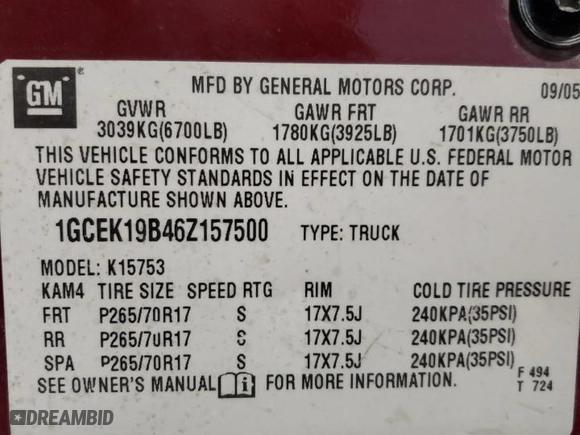 GM
MFD BY GENERAL MOTORS CORP. 09/05
GVWR GAWR FRT GAWR RR
3039KG(6700LB) 1780KG(3925LB) 1701KG(3750LB)
THIS VEHICLE CONFORMS TO ALL APPLICABLE U.S. FEDERAL MOTOR
VEHICLE SAFETY STANDARDS IN EFFECT ON THE DATE OF
MANUFACTURE SHOWN ABOVE.
1GCEK19B46Z157500 TYPE: TRUCK
MODEL: K15753
KAM4 TIRE SIZE SPEED RTG RIM COLD TIRE PRESSURE
FRT P265/70R17 S 17X7.5J 240KPA(35PSI)
RR P265/70R17 S 17X7.5J 240KPA(35PSI)
SPA P265/70R17 S 17X7.5J 240KPA(35PSI)
SEE OWNER'S MANUAL FOR MORE INFORMATION.
F 494
T 724
DREAMBID